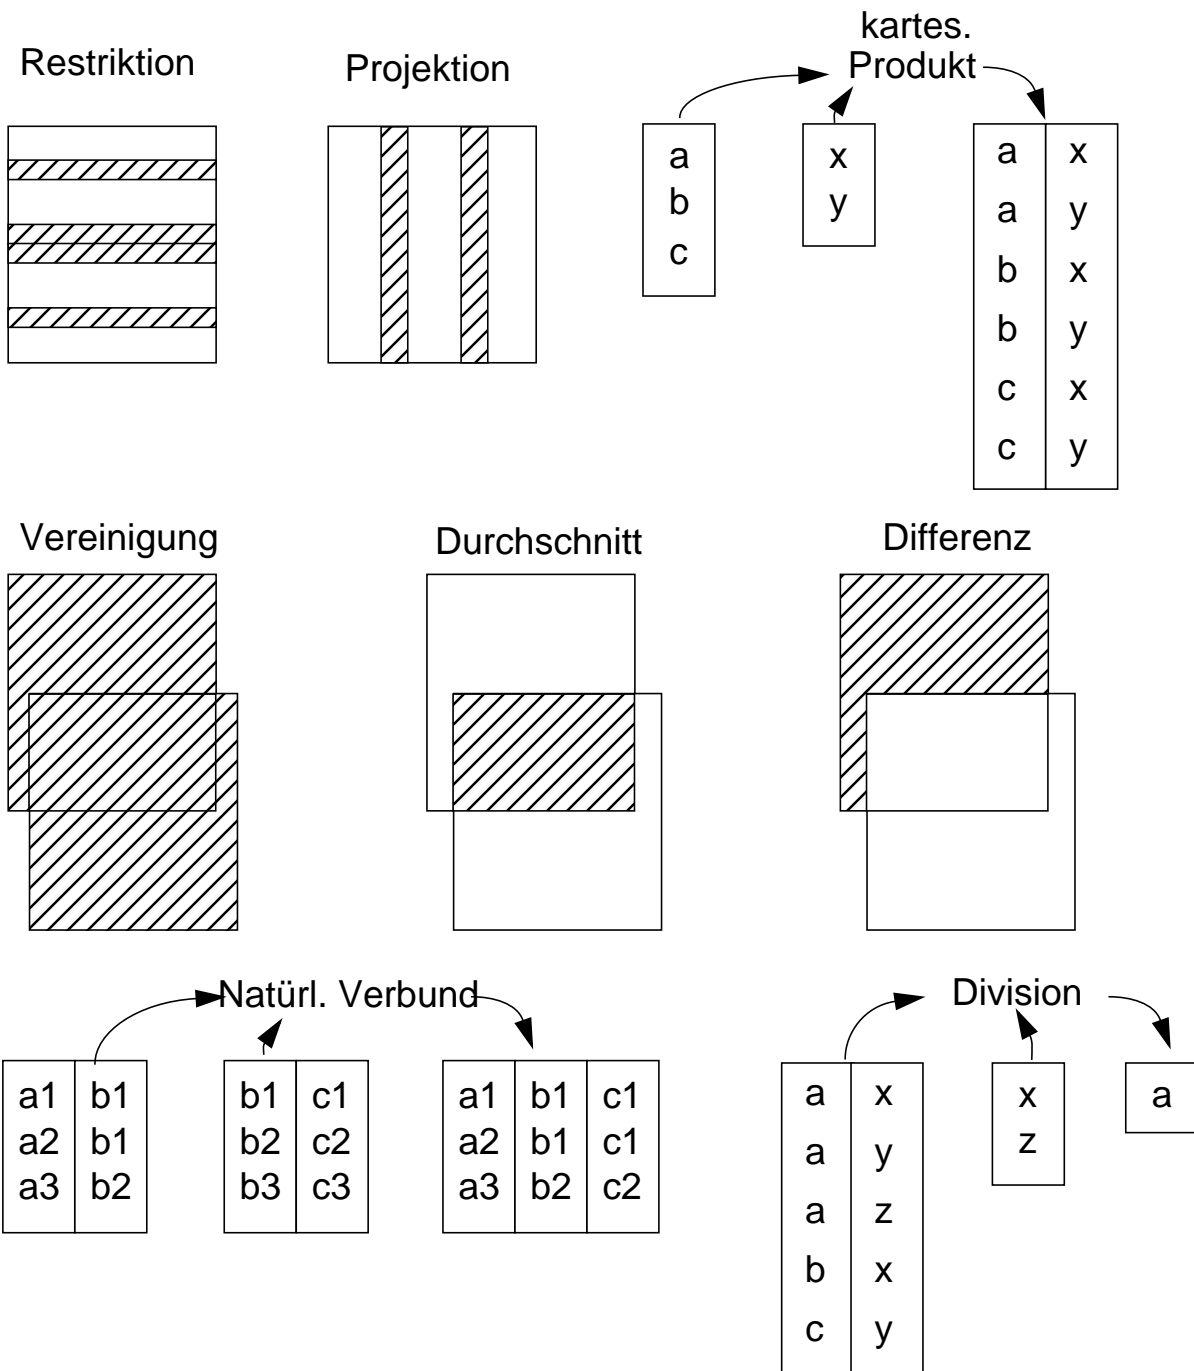 Restriktion
Projektion
kartes.
Produkt
a
b
c
x
y
a x
a y
b x
b y
c x
c y
Vereinigung
Durchschnitt
Differenz
Natürl. Verbund
a1 b1
a2 b1
a3 b2
b1 c1
b2 c2
b3 c3
a1 b1 c1
a2 b1 c1
a3 b2 c2
Division
a x
a y
a z
b x
c y
x
z
a